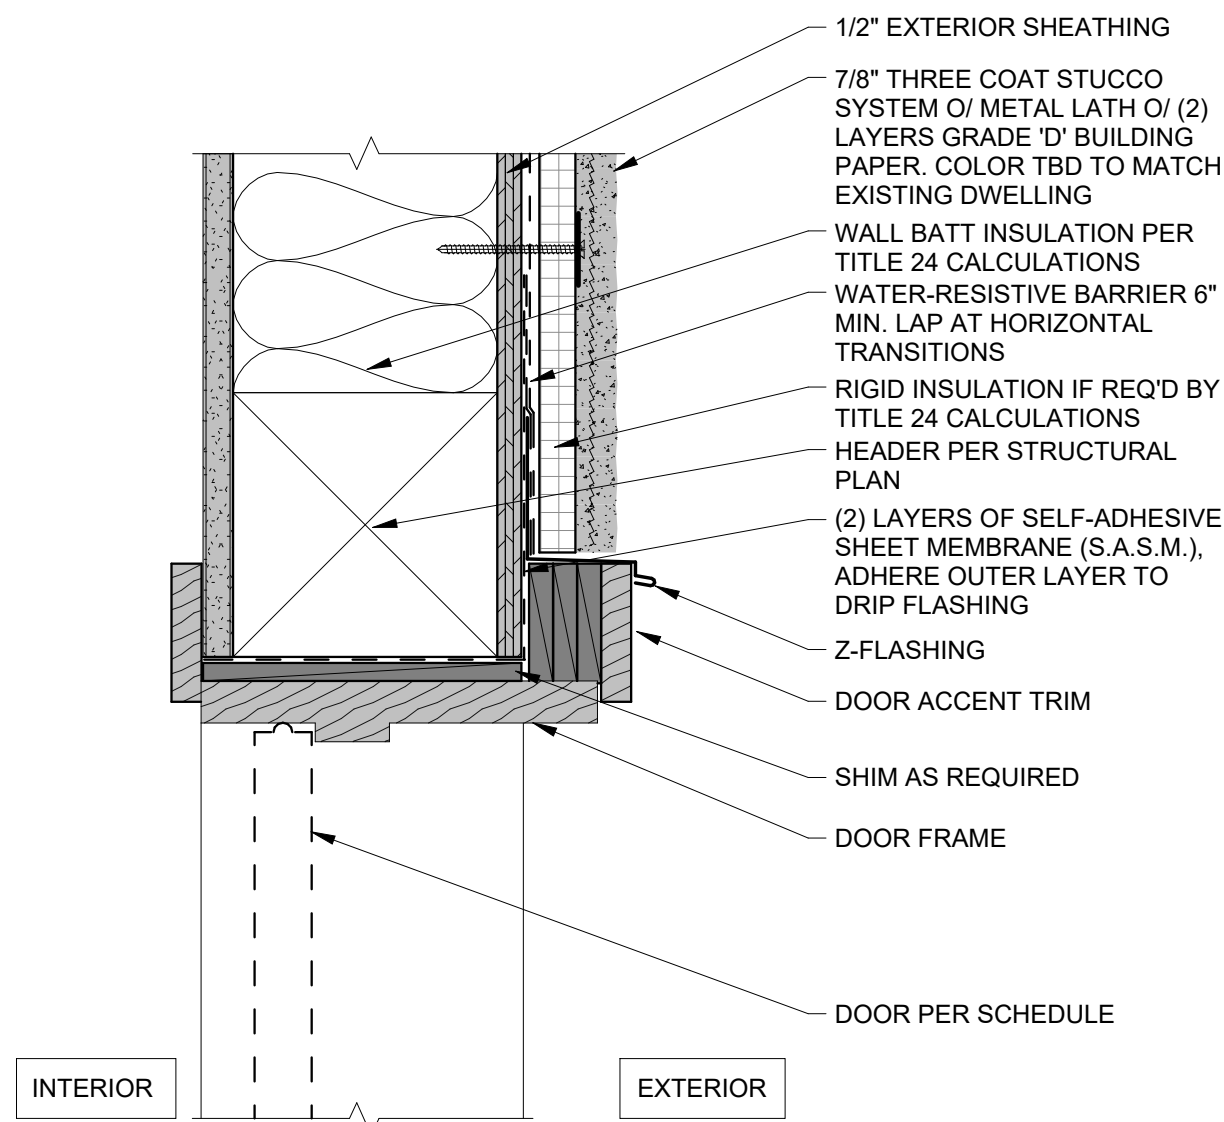 1/2" EXTERIOR SHEATHING
7/8" THREE COAT STUCCO
SYSTEM O/ METAL LATH O/ (2)
LAYERS GRADE 'D' BUILDING
PAPER. COLOR TBD TO MATCH
EXISTING DWELLING
WALL BATT INSULATION PER
TITLE 24 CALCULATIONS
WATER-RESISTIVE BARRIER 6"
MIN. LAP AT HORIZONTAL
TRANSITIONS
RIGID INSULATION IF REQ'D BY
TITLE 24 CALCULATIONS
HEADER PER STRUCTURAL
PLAN
(2) LAYERS OF SELF-ADHESIVE
SHEET MEMBRANE (S.A.S.M.),
ADHERE OUTER LAYER TO
DRIP FLASHING
Z-FLASHING
DOOR ACCENT TRIM
SHIM AS REQUIRED
DOOR FRAME
DOOR PER SCHEDULE
INTERIOR
EXTERIOR